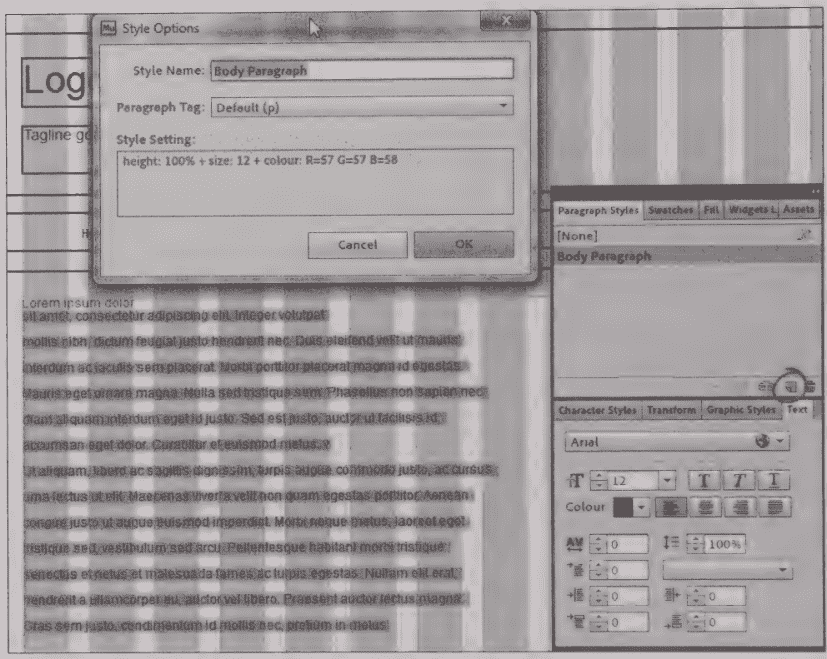 Mu Style Options
Style Name: Body Paragraph
Paragraph Tag: Default (p)
Style Setting:
height: 100% + size: 12 + colour: R=57 G=57 B=58
Cancel OK
Log
Tagline go
H
Paragraph Styles Swatches Fill Widgets L Assets
[None]
Body Paragraph
Lorem ipsum dolor
sit amet, consectetur adipiscing elit. Integer volutpat
mollis nibh, dictum feugiat justo hendrerit nec. Duis eleifend velit ut mauris
interdum ac iaculis sem placerat. Morbi porttitor placerat magna id egestas.
Mauris eget ornare magna. Nulla sed tristique sem. Phasellus non sapien nec
diam aliquam interdum eget id justo. Sed est justo, auctor ut facilisis id,
accumsan eget dolor. Curabitur et euismod metus.
Ut aliquam, libero ac sagittis dignissim, turpis augue commodo justo, ac cursus
urna lectus ut elit. Maecenas viverra velit non quam egestas porttitor. Aenean
congue justo ut augue euismod imperdiet. Morbi neque metus, laoreet eget
tristique sed, vestibulum sed arcu. Pellentesque habitant morbi tristique
senectus et netus et malesuada fames ac turpis egestas. Nullam elit erat,
hendrerit a ullamcorper eu, auctor vel libero. Praesent auctor lectus magna.
Cras sem justo, condimentum id mollis nec, pretium in metus.
Character Styles Transform Graphic Styles Text
Arial
12 T T T
Colour
0 100%
0
0 0
0 0